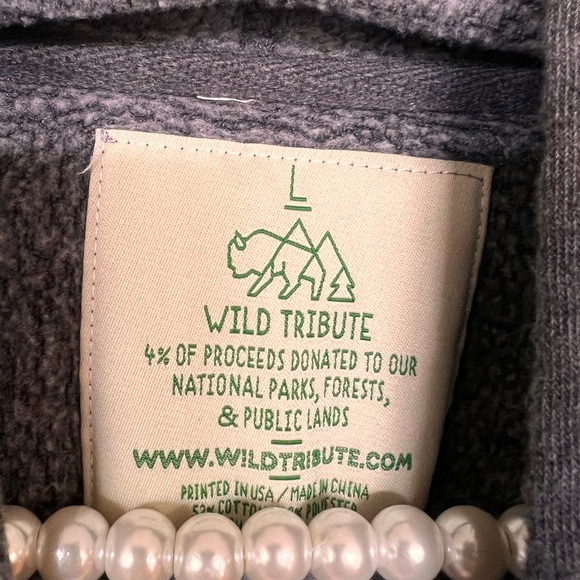 L
WILD TRIBUTE
4% OF PROCEEDS DONATED TO OUR
NATIONAL PARKS, FORESTS,
& PUBLIC LANDS
WWW.WILDTRIBUTE.COM
PRINTED IN USA / MADE IN CHINA